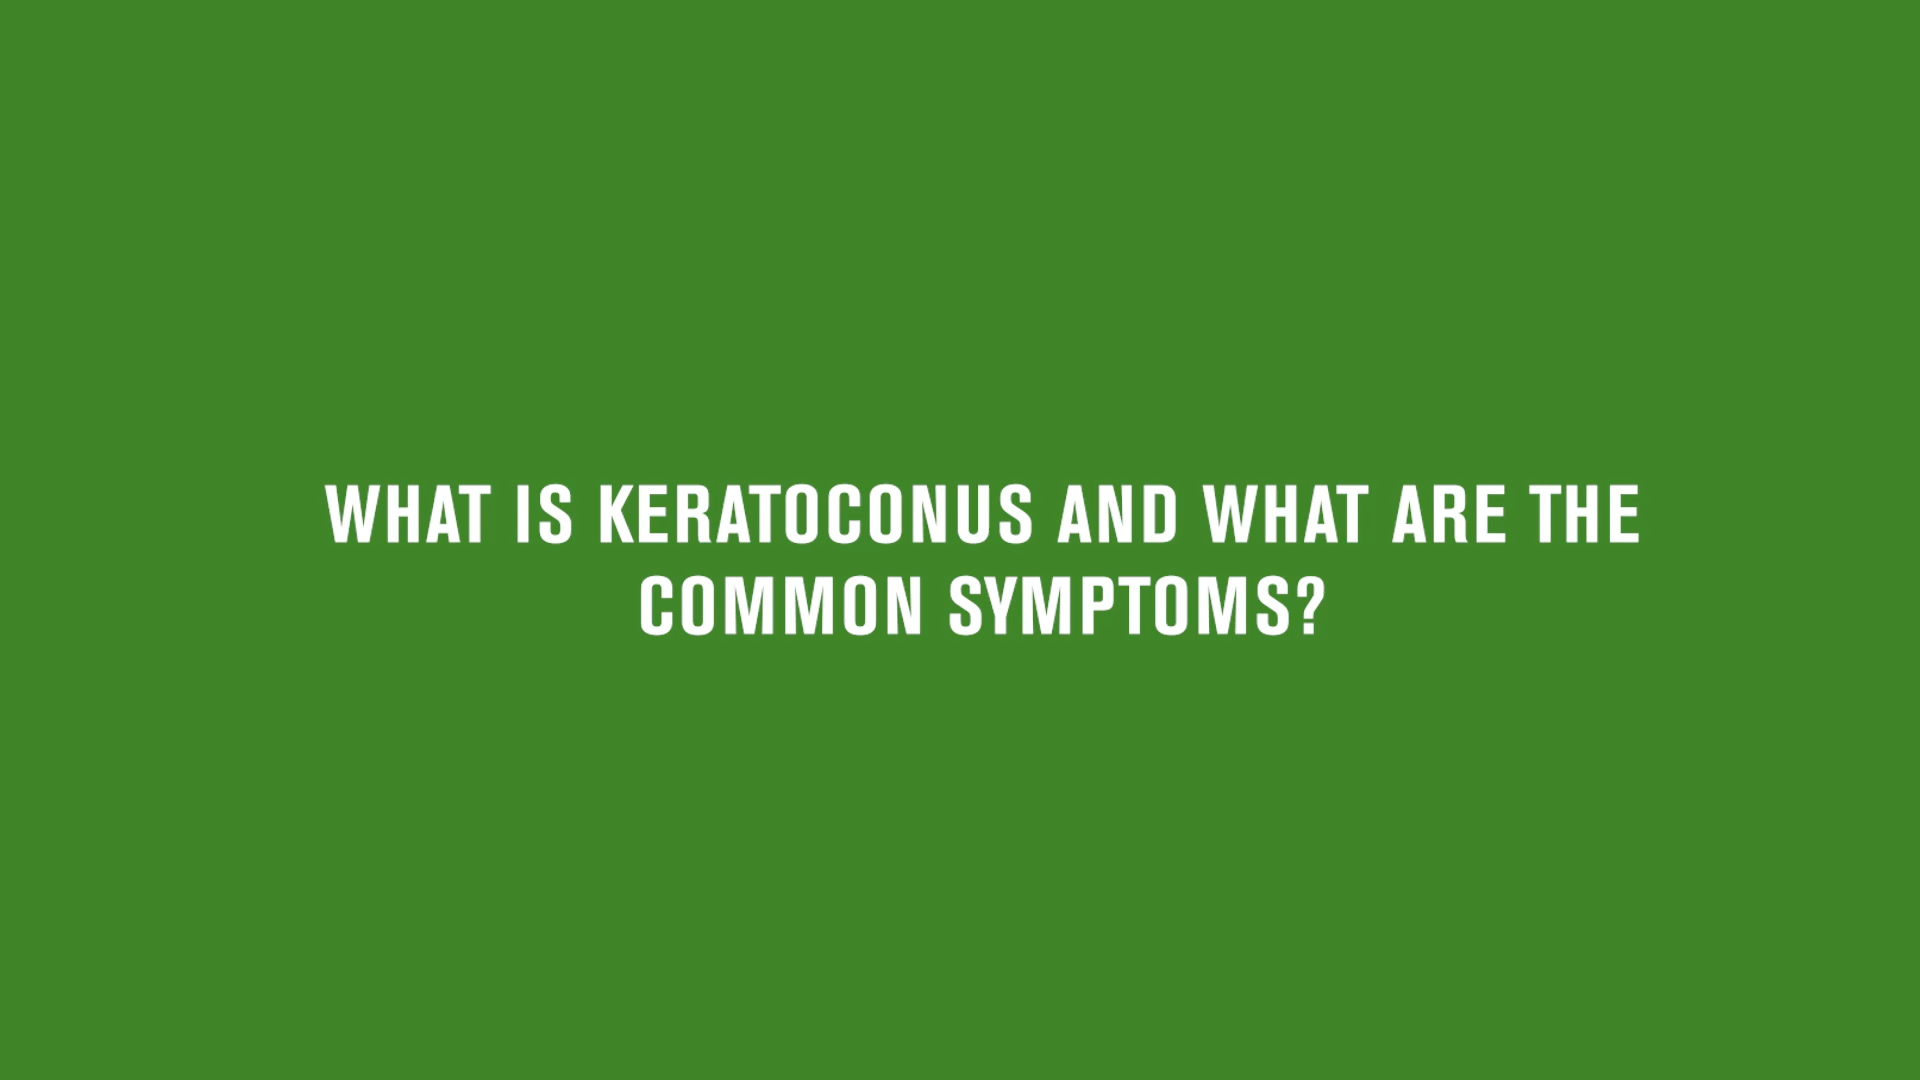 WHAT IS KERATOCONUS AND WHAT ARE THE
COMMON SYMPTOMS?